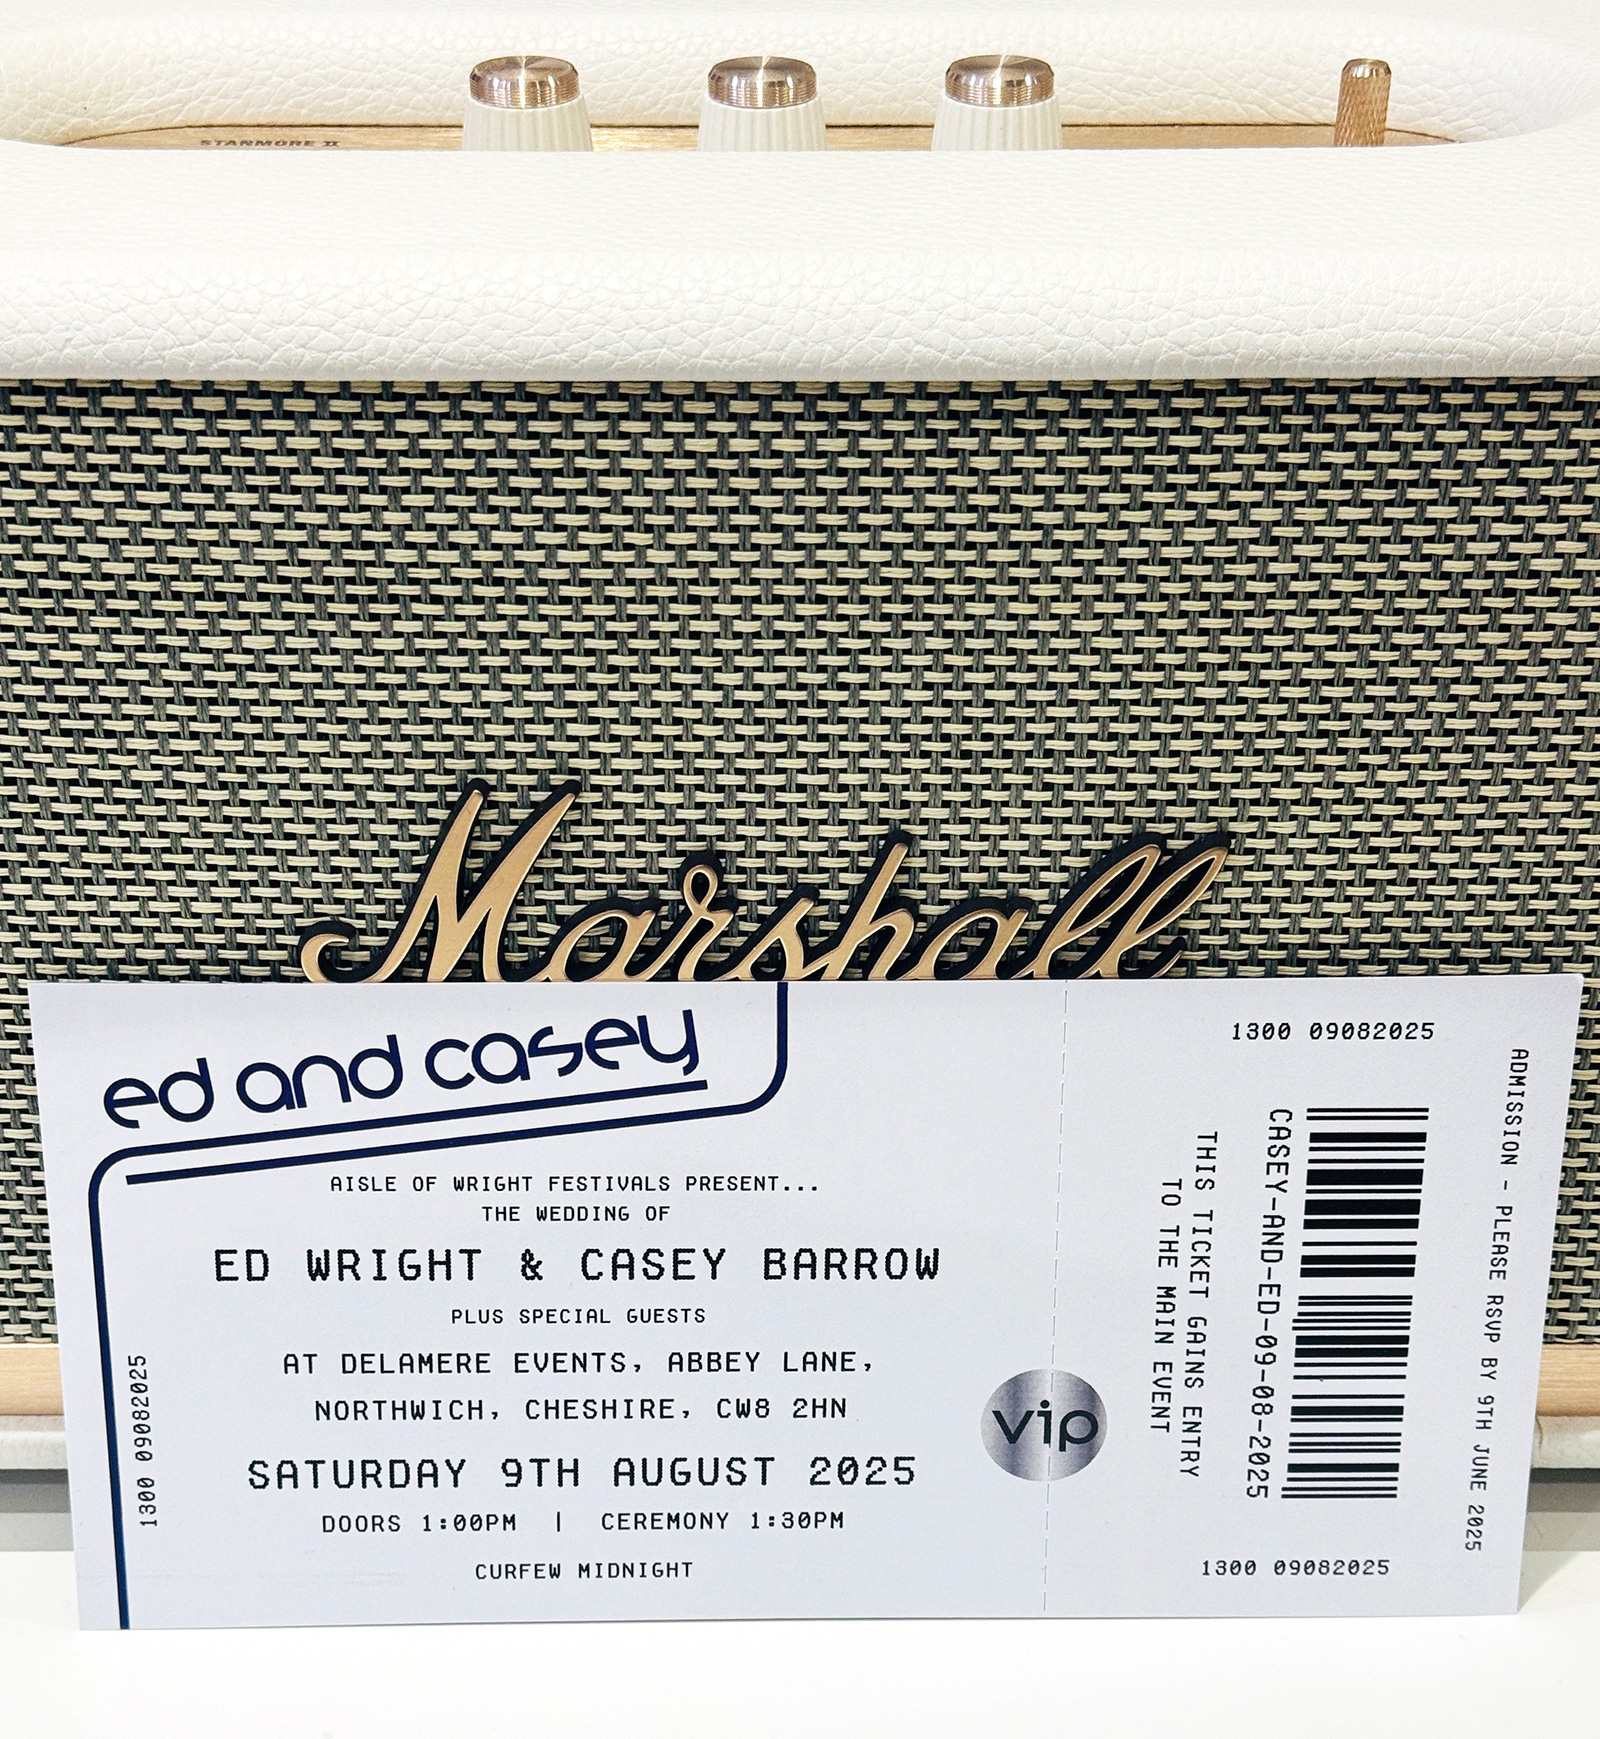 STANMORE II
Marshall
ed and casey
AISLE OF WRIGHT FESTIVALS PRESENT...
THE WEDDING OF
ED WRIGHT & CASEY BARROW
PLUS SPECIAL GUESTS
AT DELAMERE EVENTS, ABBEY LANE,
NORTHWICH, CHESHIRE, CW8 2HN
SATURDAY 9TH AUGUST 2025
DOORS 1:00PM | CEREMONY 1:30PM
CURFEW MIDNIGHT
1300 09082025
vip
1300 09082025
THIS TICKET GAINS ENTRY
TO THE MAIN EVENT
CASEY-AND-ED-09-08-2025
ADMISSION - PLEASE RSVP BY 9TH JUNE 2025
1300 09082025